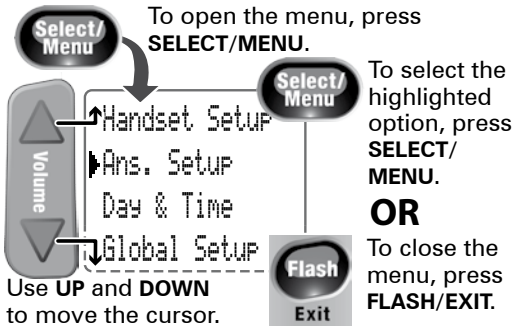 Select/
Menu
To open the menu, press
SELECT/MENU.
Volume
Handset Setup
Ans. Setup
Day & Time
Global Setup
Use UP and DOWN
to move the cursor.
Select/
Menu
To select the
highlighted
option, press
SELECT/
MENU.
OR
Flash
Exit
To close the
menu, press
FLASH/EXIT.